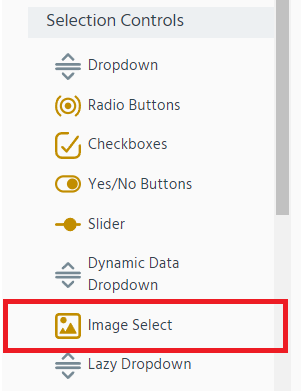 Selection Controls
Dropdown
Radio Buttons
Checkboxes
Yes/No Buttons
Slider
Dynamic Data
Dropdown
Image Select
Lazy Dropdown